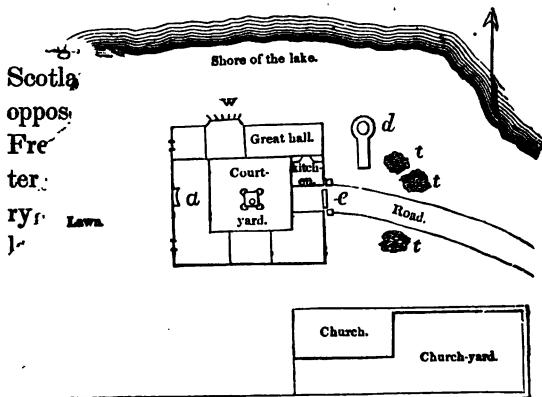 Shore of the lake.
Scotla
oppos
Fre
ter
ry
w
Great hall.
d
t
t
kitch-
en.
Court-
yard.
a
e
Road.
t
Lawn.
Church.
Church-yard.